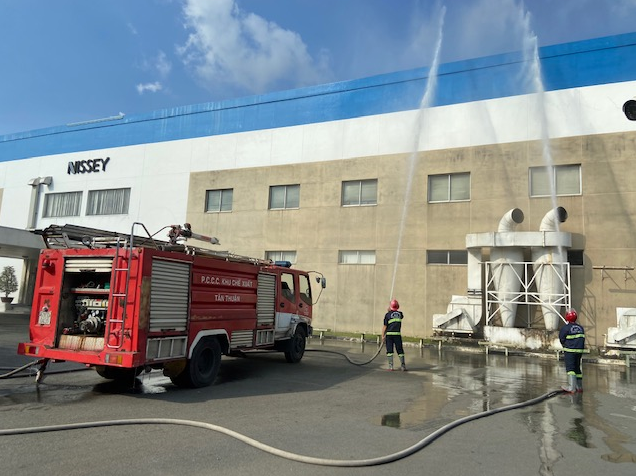 NISSEY
P.C.C.C. KHU CHẾ XUẤT
TÂN THUẬN